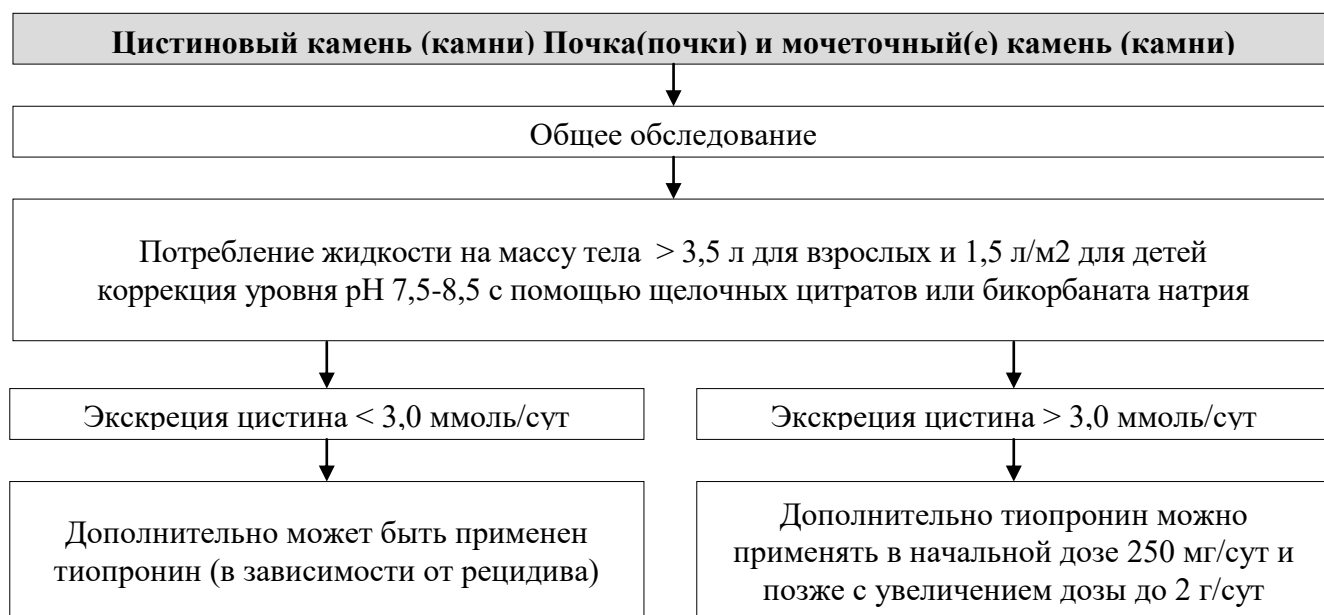 Цистиновый камень (камни) Почка(почки) и мочеточный(е) камень (камни)
Общее обследование
Потребление жидкости на массу тела > 3,5 л для взрослых и 1,5 л/м2 для детей
коррекция уровня pH 7,5-8,5 с помощью щелочных цитратов или бикорбаната натрия
Экскреция цистина < 3,0 ммоль/сут
Экскреция цистина > 3,0 ммоль/сут
Дополнительно может быть применен
тиопронин (в зависимости от рецидива)
Дополнительно тиопронин можно
применять в начальной дозе 250 мг/сут и
позже с увеличением дозы до 2 г/сут